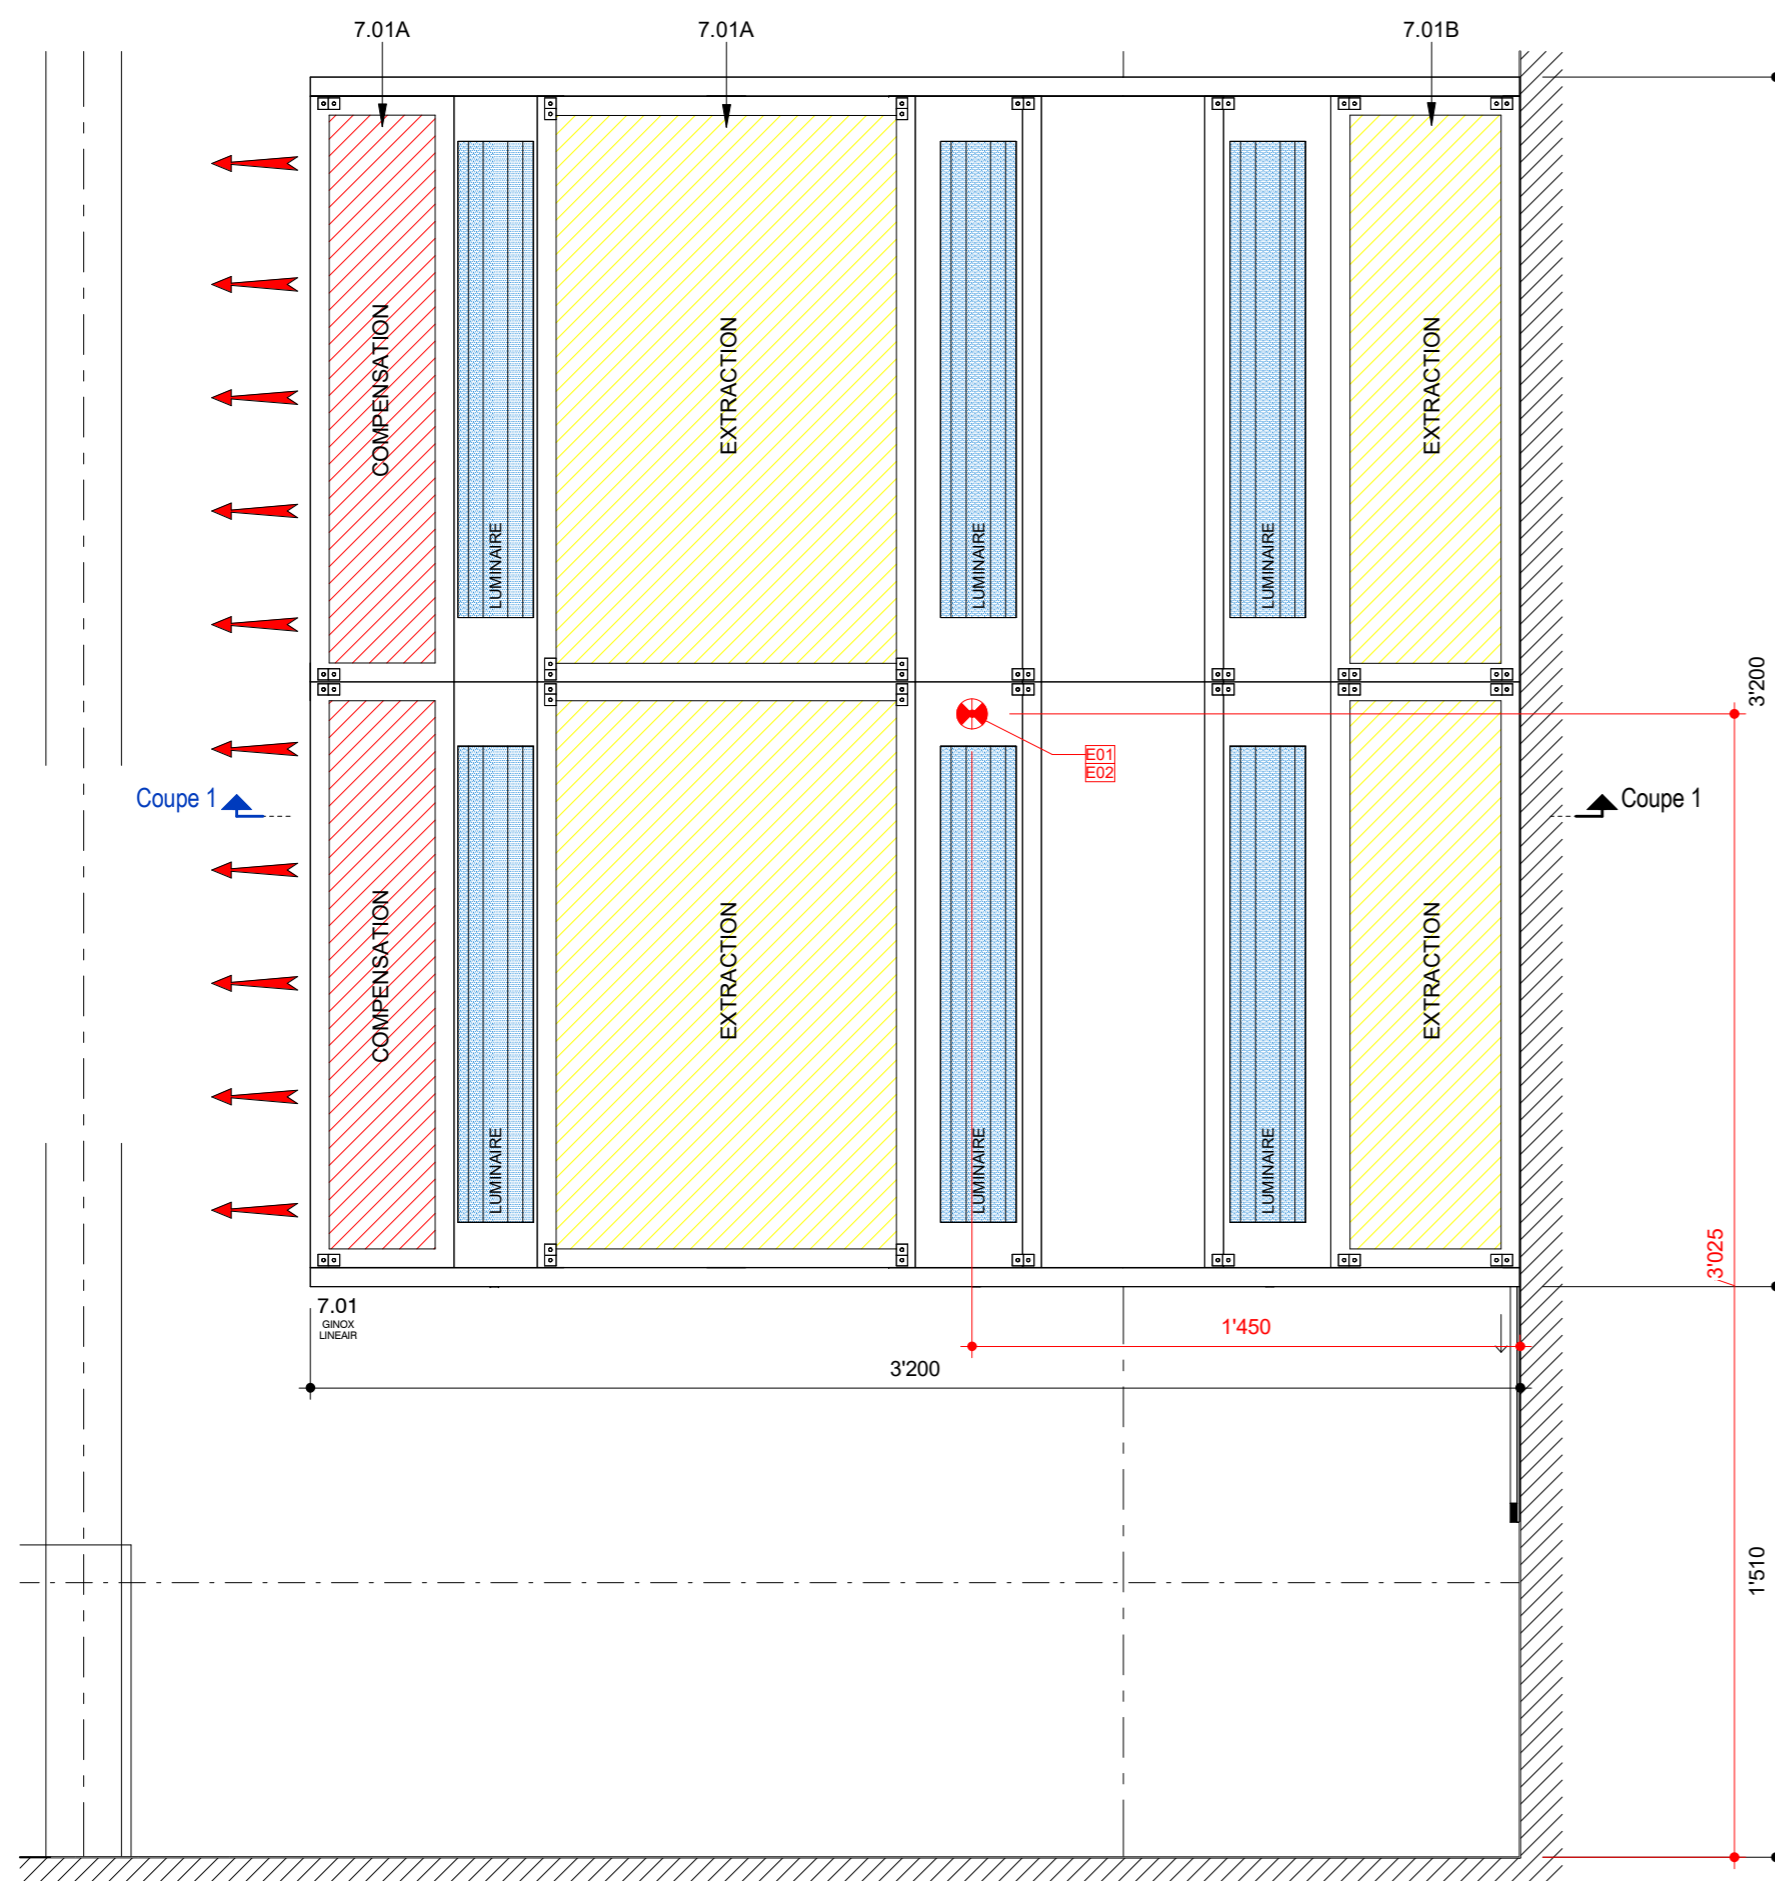 7.01A
7.01A
7.01B
COMPENSATION
EXTRACTION
EXTRACTION
LUMINAIRE
LUMINAIRE
LUMINAIRE
3'200
E01
E02
Coupe 1
Coupe 1
COMPENSATION
EXTRACTION
EXTRACTION
LUMINAIRE
LUMINAIRE
LUMINAIRE
3'025
7.01
GINOX
LINEAIR
1'450
3'200
1'510